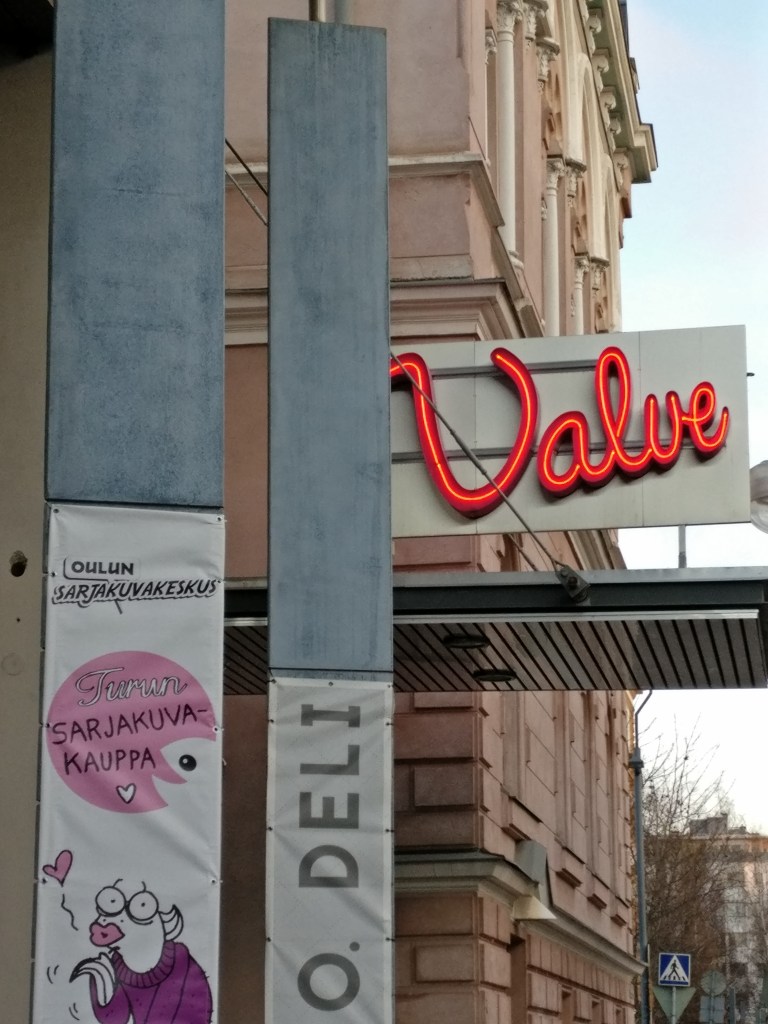 Valve
OULUN
SARJAKUVAKESKUS
Turun
SARJAKUVA-
KAUPPA
O. DELI